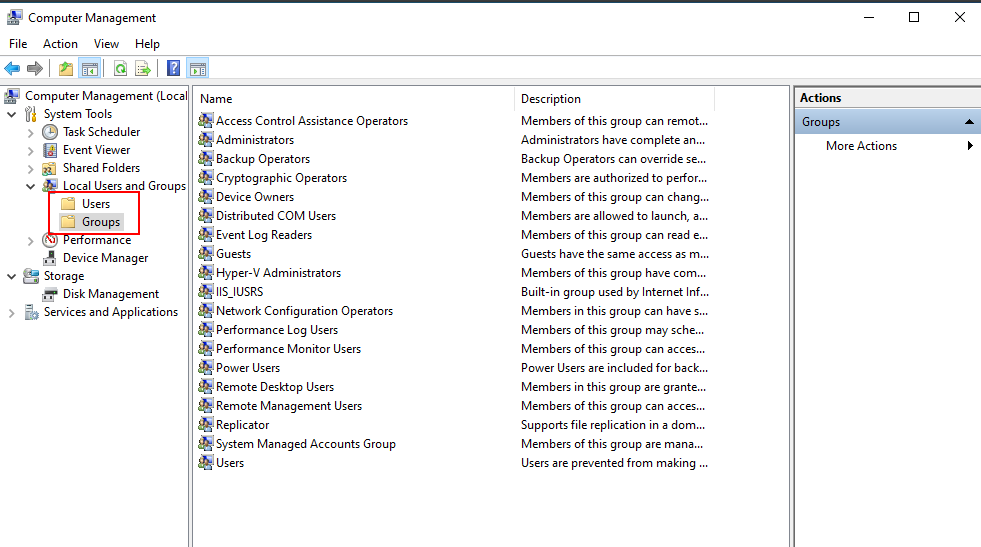 Computer Management
File Action View Help
Computer Management (Local
System Tools
Task Scheduler
Event Viewer
Shared Folders
Local Users and Groups
Users
Groups
Performance
Device Manager
Storage
Disk Management
Services and Applications
Name Description
Access Control Assistance Operators Members of this group can remot...
Administrators Administrators have complete an...
Backup Operators Backup Operators can override se...
Cryptographic Operators Members are authorized to perfor...
Device Owners Members of this group can chang...
Distributed COM Users Members are allowed to launch, a...
Event Log Readers Members of this group can read e...
Guests Guests have the same access as m...
Hyper-V Administrators Members of this group have com...
IIS_IUSRS Built-in group used by Internet Inf...
Network Configuration Operators Members in this group can have s...
Performance Log Users Members of this group may sche...
Performance Monitor Users Members of this group can acces...
Power Users Power Users are included for back...
Remote Desktop Users Members in this group are grante...
Remote Management Users Members of this group can acces...
Replicator Supports file replication in a dom...
System Managed Accounts Group Members of this group are mana...
Users Users are prevented from making ...
Actions
Groups
More Actions